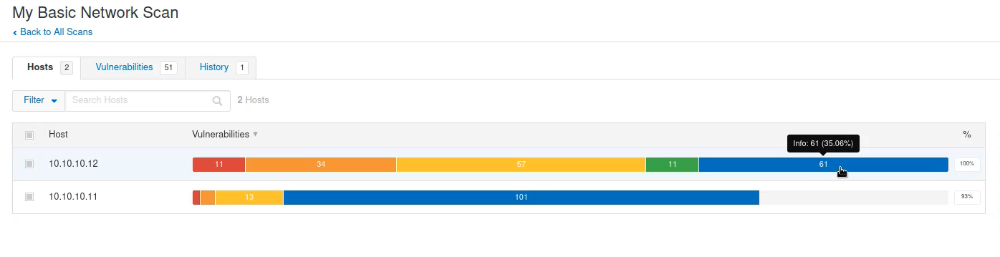 My Basic Network Scan
‹ Back to All Scans
Hosts 2 Vulnerabilities 51 History 1
Filter Search Hosts 2 Hosts
Host Vulnerabilities %
Info: 61 (35.06%)
10.10.10.12 11 34 57 11 61 100%
10.10.10.11 13 101 93%